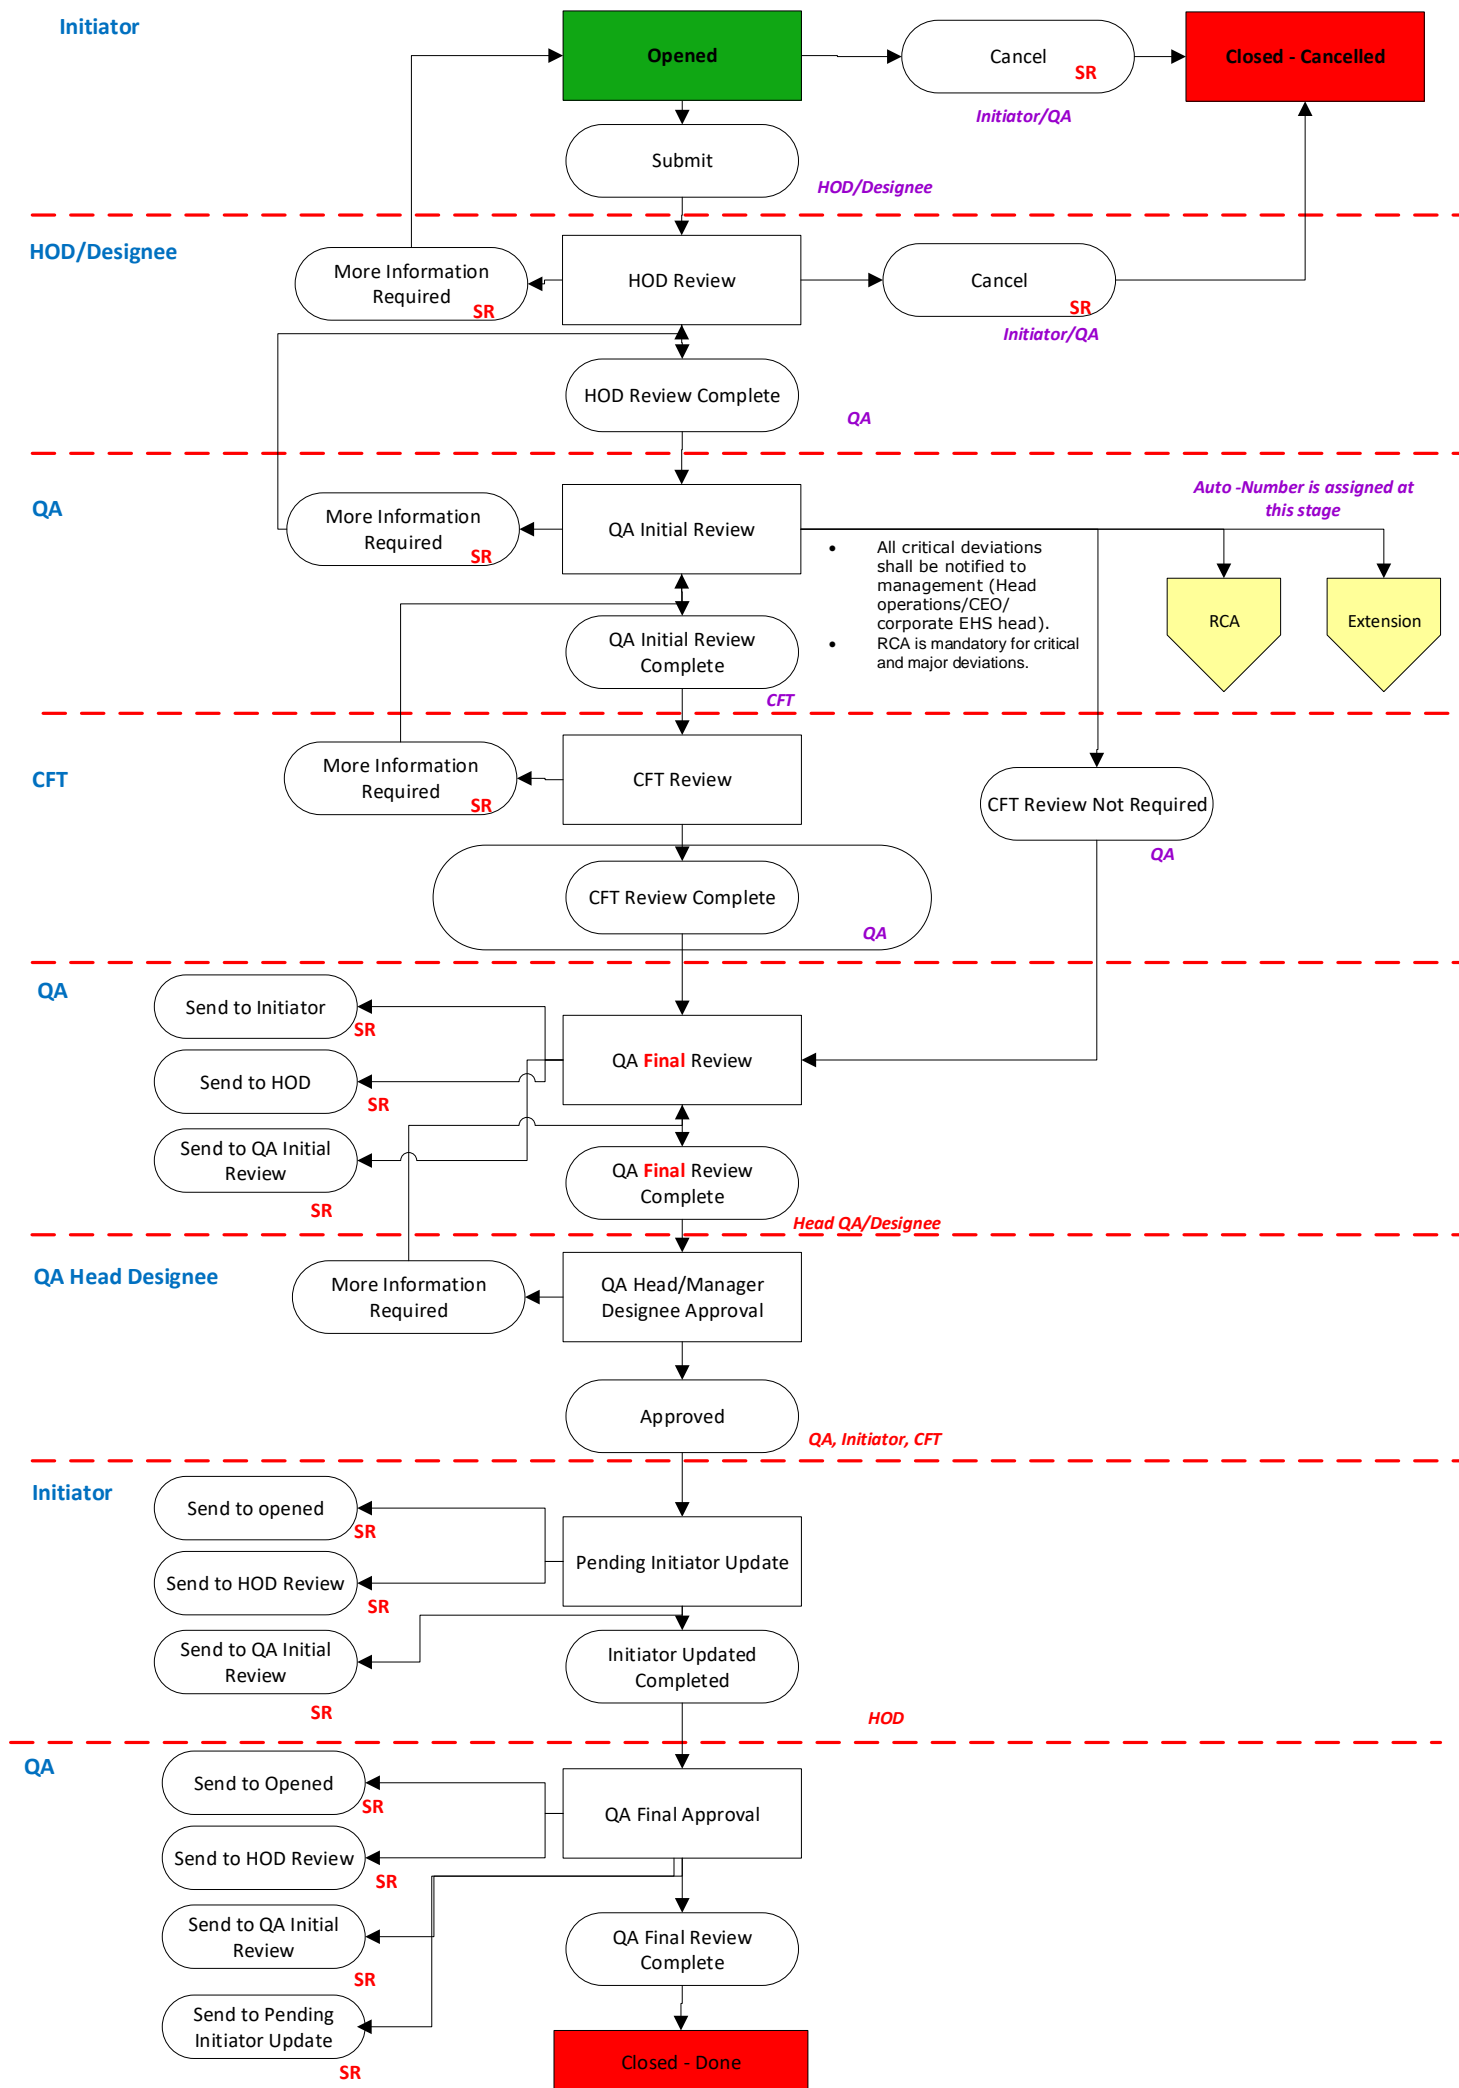 Initiator
Opened
Cancel
SR
Closed - Cancelled
Initiator/QA
Submit
HOD/Designee
HOD/Designee
More Information
Required
SR
HOD Review
Cancel
SR
Initiator/QA
HOD Review Complete
QA
QA
More Information
Required
SR
QA Initial Review
Auto -Number is assigned at
this stage
• All critical deviations
shall be notified to
management (Head
operations/CEO/
corporate EHS head).
• RCA is mandatory for critical
and major deviations.
RCA
Extension
QA Initial Review
Complete
CFT
CFT
More Information
Required
SR
CFT Review
CFT Review Not Required
QA
CFT Review Complete
QA
QA
Send to Initiator
SR
QA Final Review
Send to HOD
SR
Send to QA Initial
Review
SR
QA Final Review
Complete
Head QA/Designee
QA Head Designee
More Information
Required
QA Head/Manager
Designee Approval
Approved
QA, Initiator, CFT
Initiator
Send to opened
SR
Pending Initiator Update
Send to HOD Review
SR
Send to QA Initial
Review
SR
Initiator Updated
Completed
HOD
QA
Send to Opened
SR
QA Final Approval
Send to HOD Review
SR
Send to QA Initial
Review
SR
QA Final Review
Complete
Send to Pending
Initiator Update
SR
Closed - Done